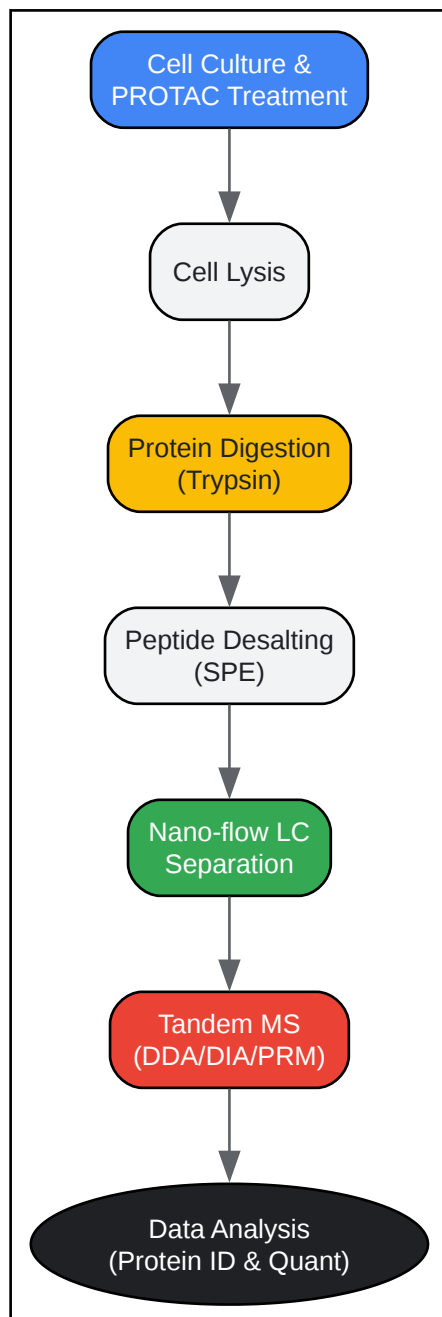 Cell Culture &
PROTAC Treatment
Cell Lysis
Protein Digestion
(Trypsin)
Peptide Desalting
(SPE)
Nano-flow LC
Separation
Tandem MS
(DDA/DIA/PRM)
Data Analysis
(Protein ID & Quant)